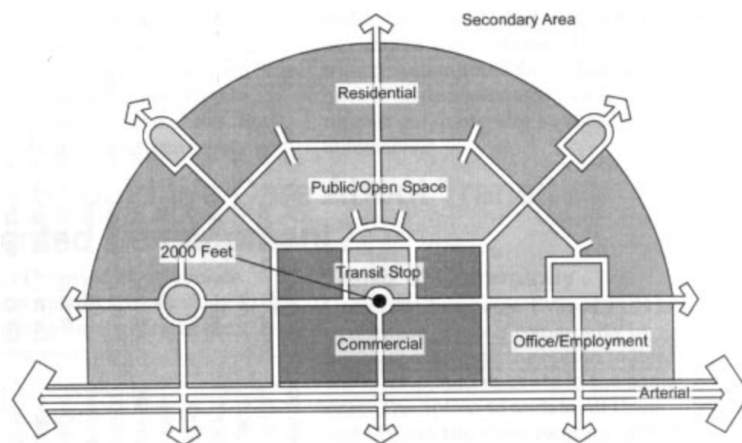 Secondary Area
Residential
Public/Open Space
2000 Feet
Transit Stop
Commercial
Office/Employment
Arterial